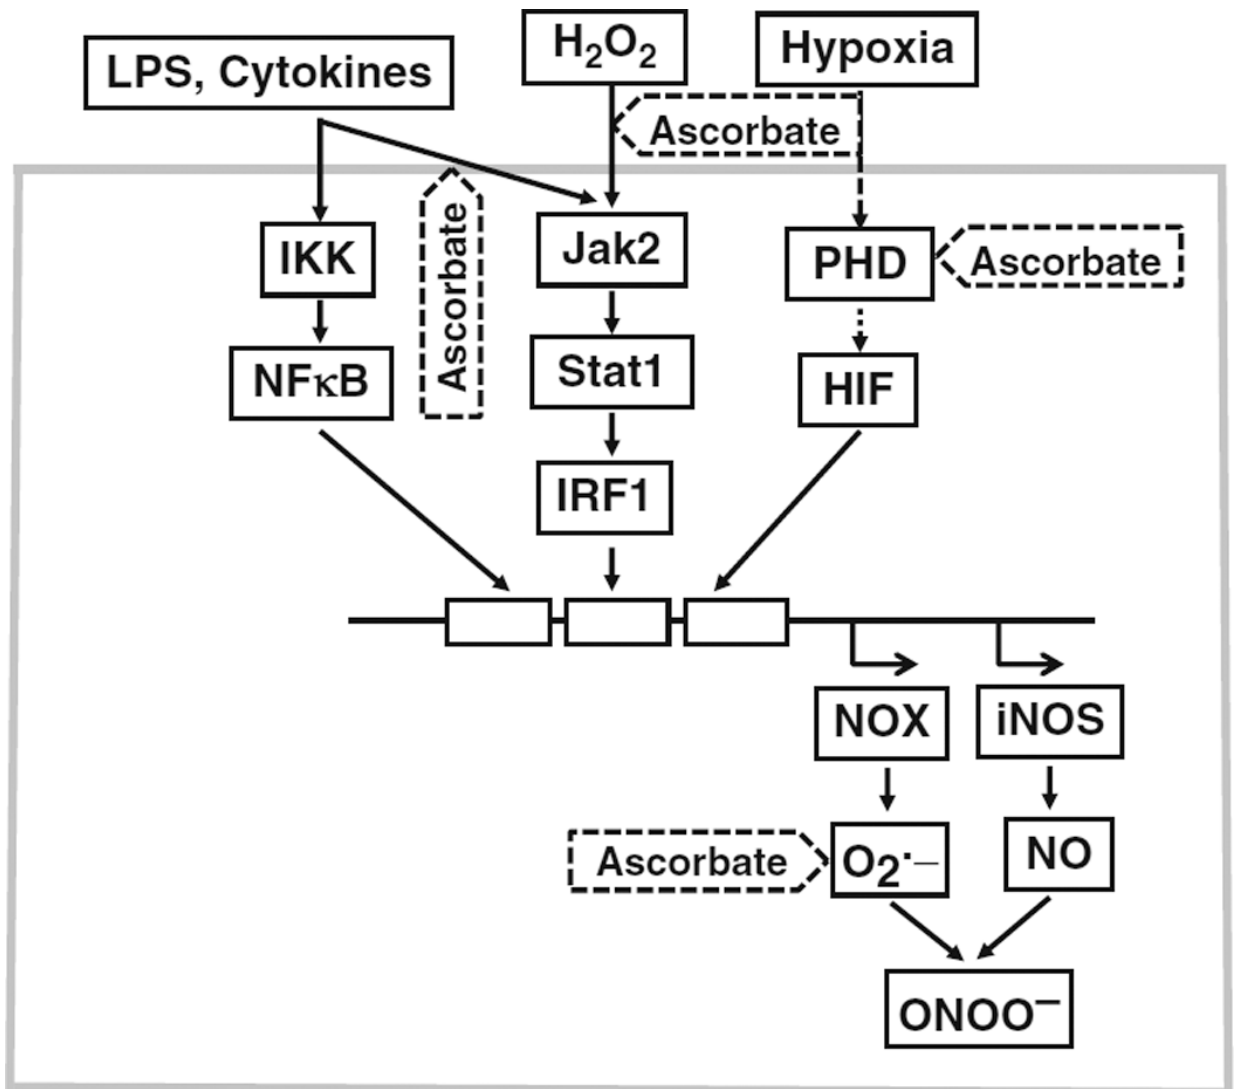 LPS, Cytokines
H₂O₂
Hypoxia
Ascorbate
IKK
Ascorbate
Jak2
PHD
Ascorbate
NFκB
Stat1
HIF
IRF1
NOX
iNOS
Ascorbate
O₂·–
NO
ONOO–